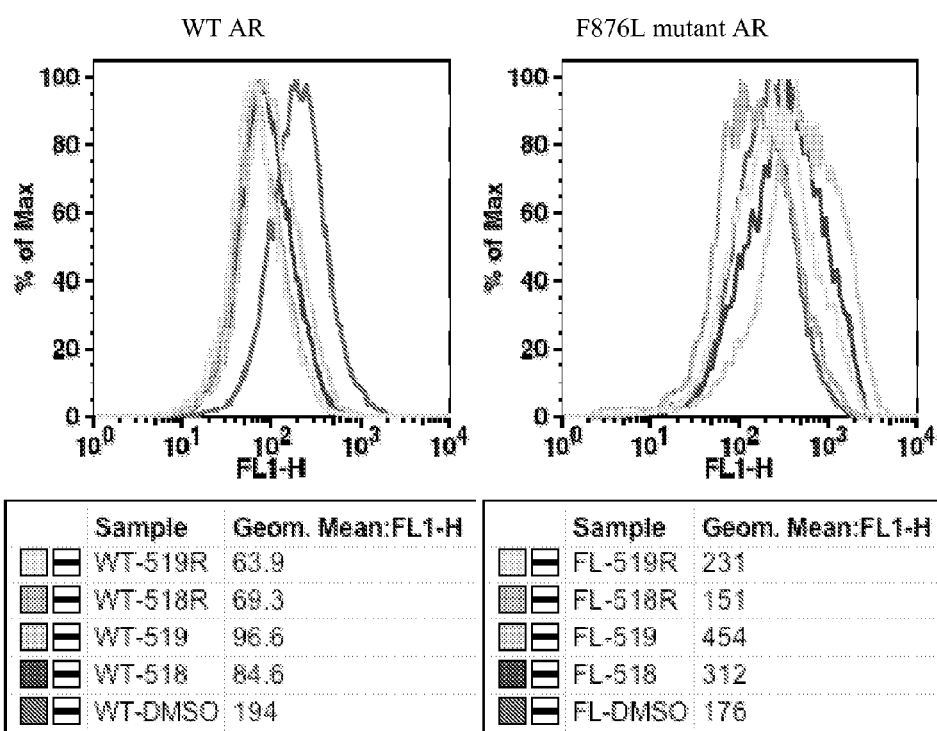 WT AR
F876L mutant AR
100
80
60
40
20
0
% of Max
10^0 10^1 10^2 10^3 10^4
FL1-H
100
80
60
40
20
0
% of Max
10^0 10^1 10^2 10^3 10^4
FL1-H
Sample Geom. Mean:FL1-H
WT-519R 63.9
WT-518R 69.3
WT-519 96.6
WT-518 84.6
WT-DMSO 194
Sample Geom. Mean:FL1-H
FL-519R 231
FL-518R 151
FL-519 454
FL-518 312
FL-DMSO 176